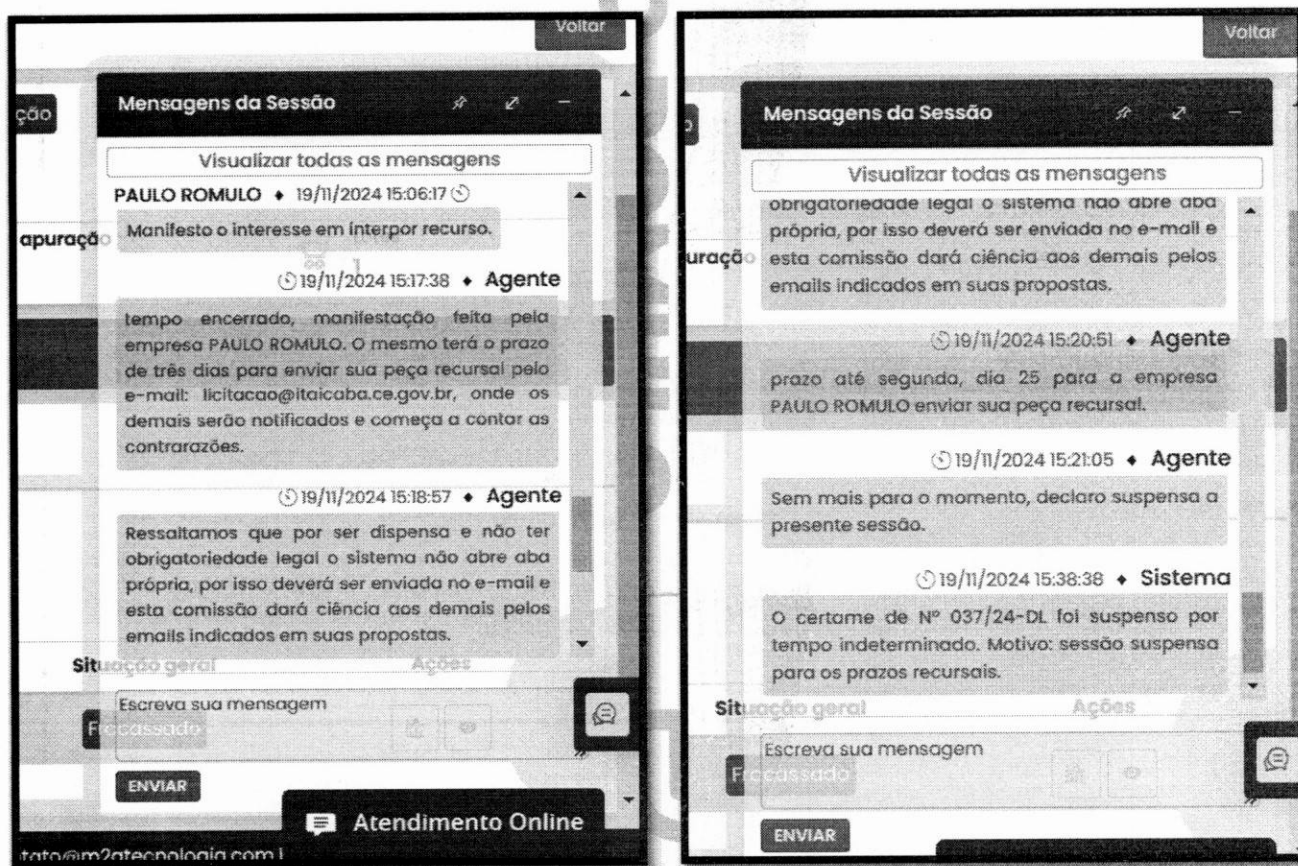 Voltar
ção
Mensagens da Sessão
Visualizar todas as mensagens
PAULO ROMULO ♦ 19/11/2024 15:06:17
Manifesto o interesse em interpor recurso.
apuração
1
19/11/2024 15:17:38 ♦ Agente
tempo encerrado, manifestação feita pela
empresa PAULO ROMULO. O mesmo terá o prazo
de três dias para enviar sua peça recursal pelo
e-mail: licitacao@itaicaba.ce.gov.br, onde os
demais serão notificados e começa a contar as
contrarazões.
19/11/2024 15:18:57 ♦ Agente
Ressaltamos que por ser dispensa e não ter
obrigatoriedade legal o sistema não abre aba
própria, por isso deverá ser enviada no e-mail e
esta comissão dará ciência aos demais pelos
emails indicados em suas propostas.
Situação geral Ações
Escreva sua mensagem
Fracassado
ENVIAR
Atendimento Online
tato@m2atecnologia.com
Voltar
Mensagens da Sessão
Visualizar todas as mensagens
obrigatoriedade legal o sistema não abre aba
própria, por isso deverá ser enviada no e-mail e
uração
esta comissão dará ciência aos demais pelos
emails indicados em suas propostas.
19/11/2024 15:20:51 ♦ Agente
prazo até segunda, dia 25 para a empresa
PAULO ROMULO enviar sua peça recursal.
19/11/2024 15:21:05 ♦ Agente
Sem mais para o momento, declaro suspensa a
presente sessão.
19/11/2024 15:38:38 ♦ Sistema
O certame de Nº 037/24-DL foi suspenso por
tempo indeterminado. Motivo: sessão suspensa
para os prazos recursais.
Situação geral Ações
Escreva sua mensagem
Fracassado
ENVIAR